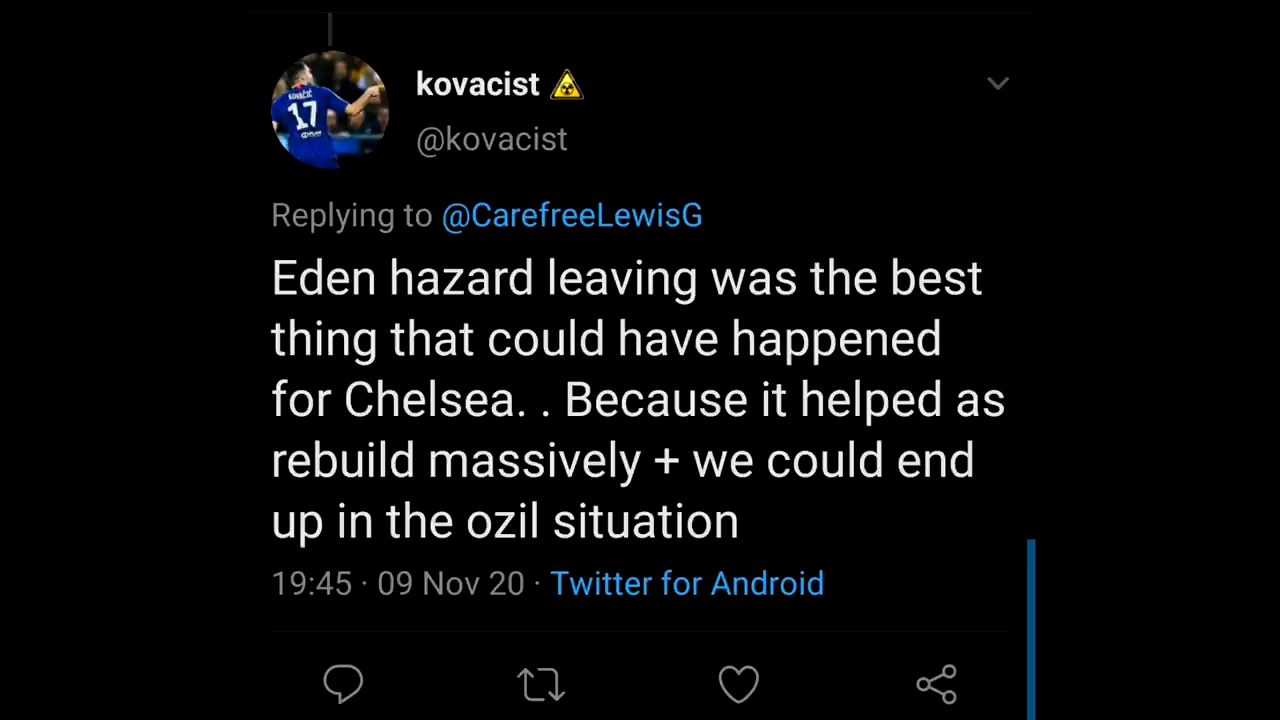 kovacist
@kovacist
KOVAČIĆ
17
Replying to @CarefreeLewisG
Eden hazard leaving was the best
thing that could have happened
for Chelsea. . Because it helped as
rebuild massively + we could end
up in the ozil situation
19:45 · 09 Nov 20 · Twitter for Android